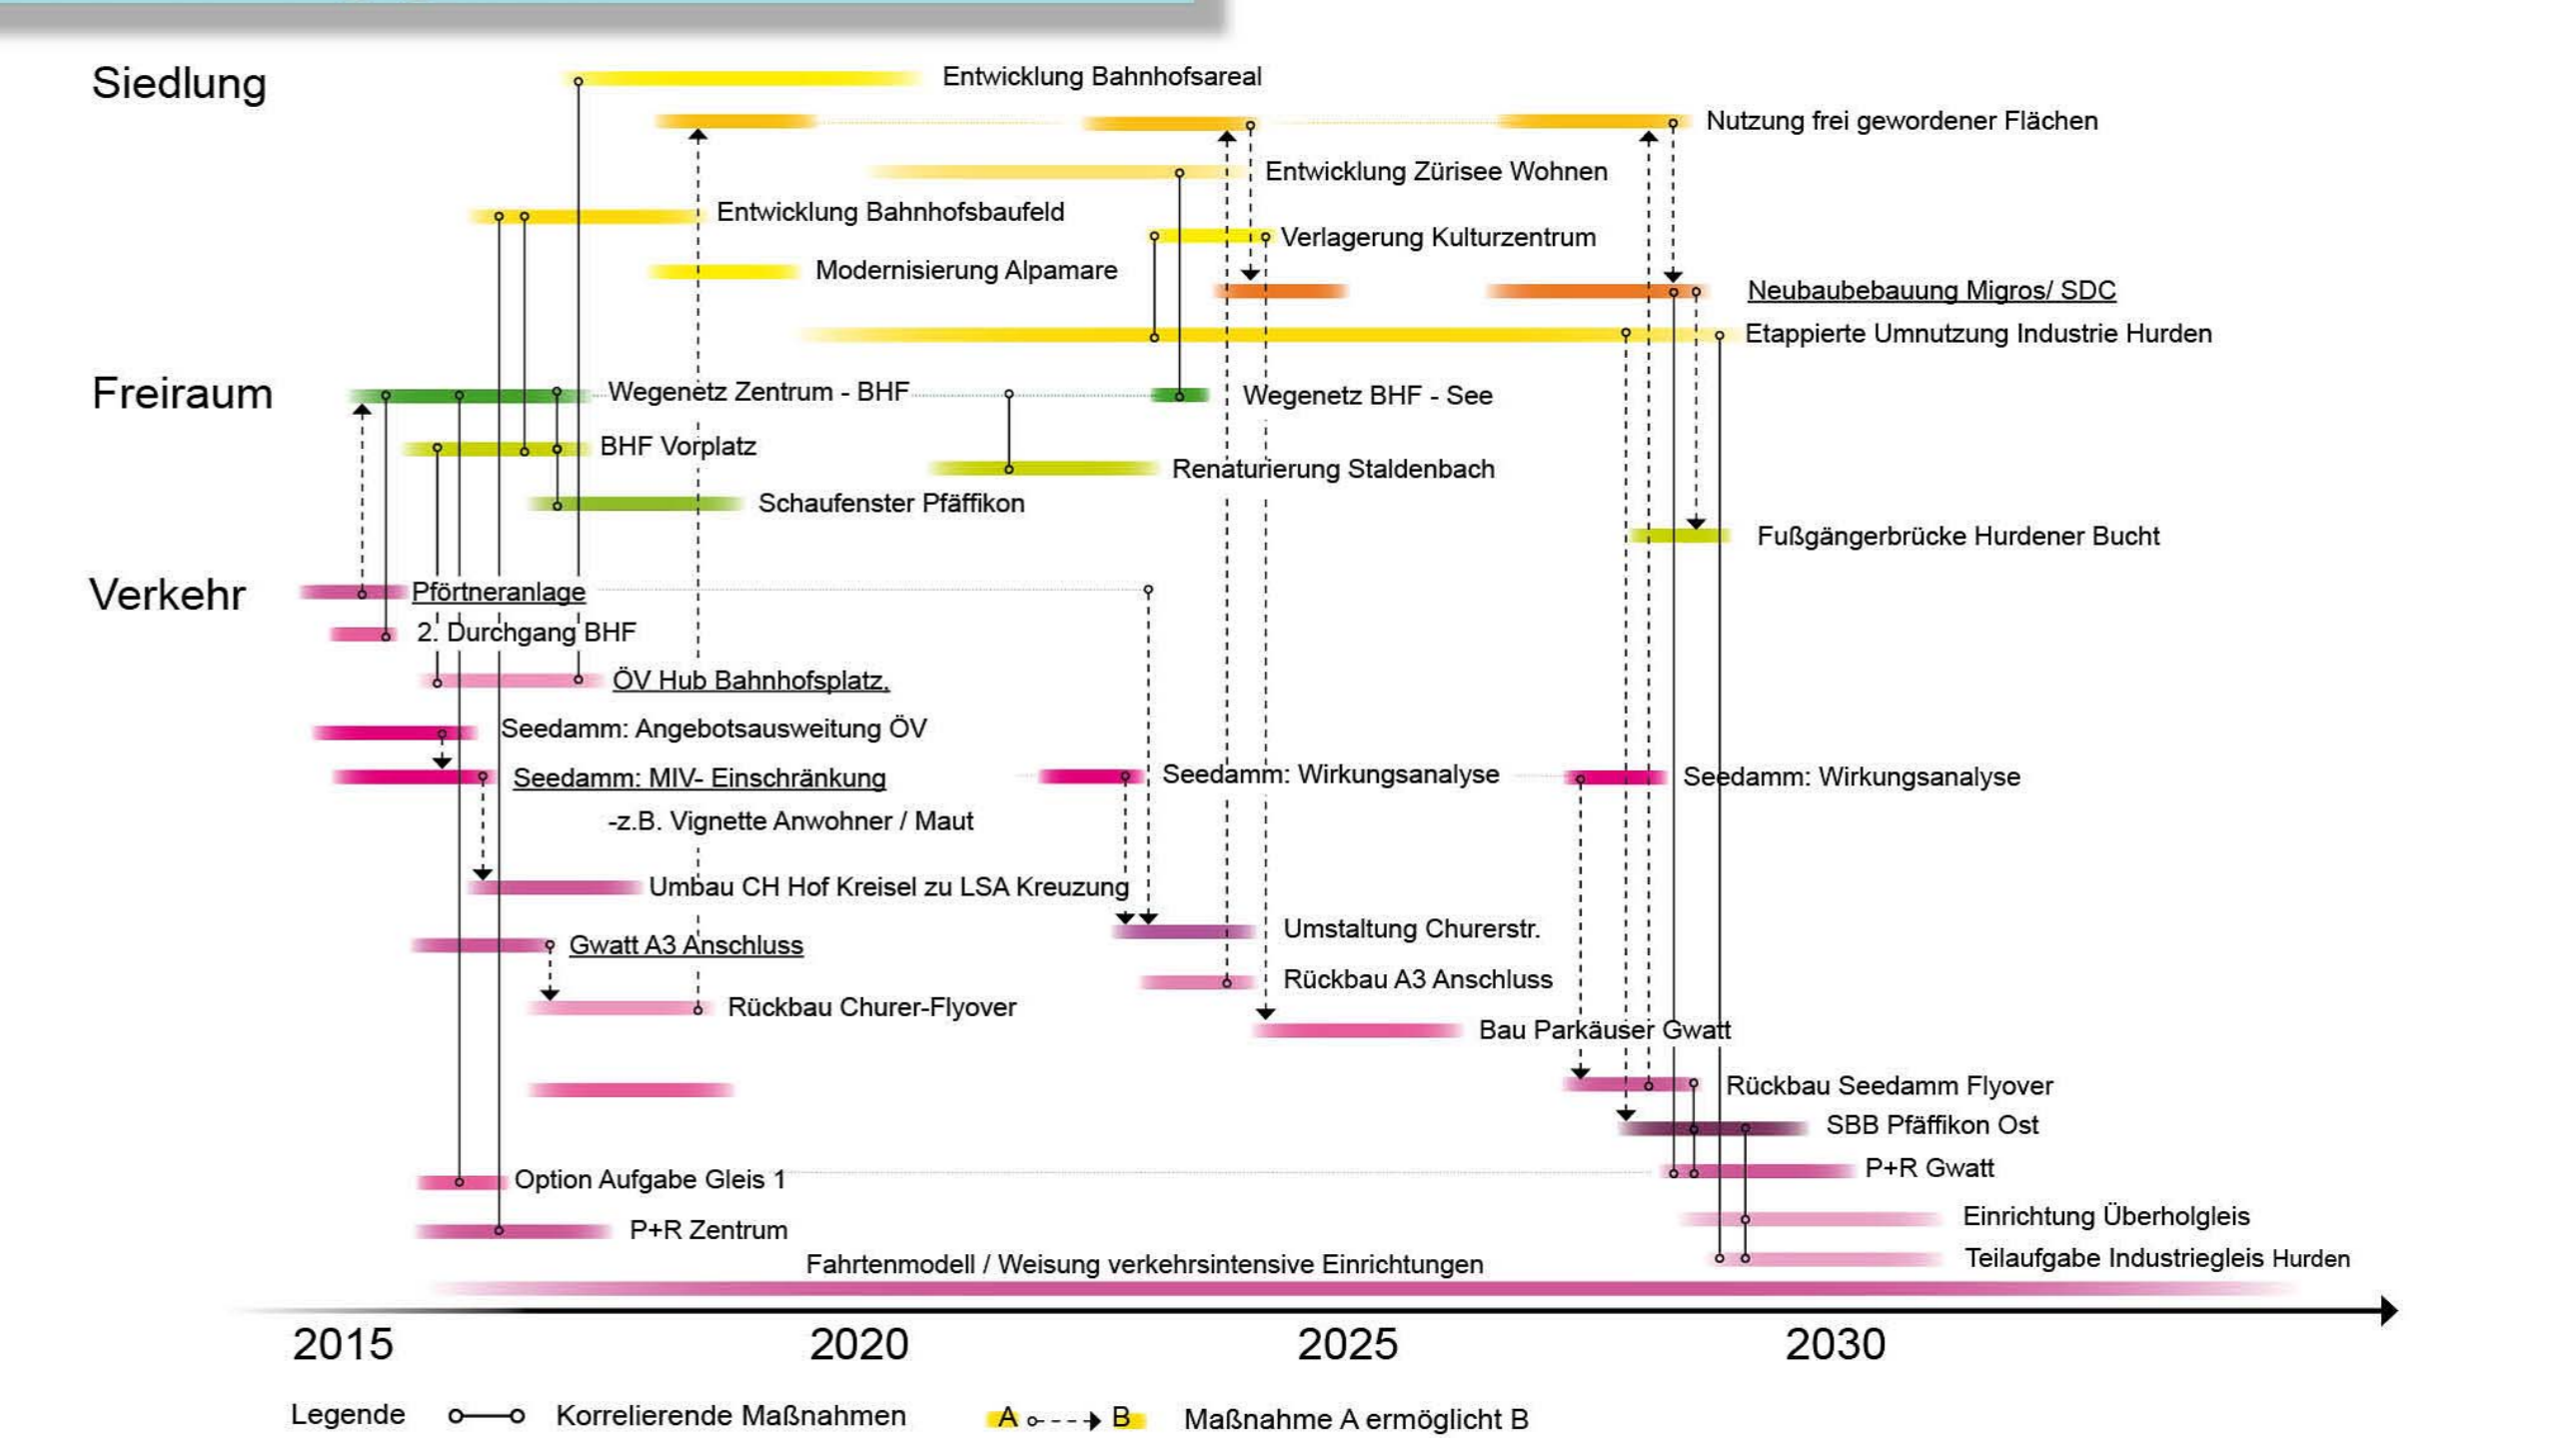 Siedlung
Entwicklung Bahnhofsareal
Nutzung frei gewordener Flächen
Entwicklung Zürisee Wohnen
Entwicklung Bahnhofsbaufeld
Verlagerung Kulturzentrum
Modernisierung Alpamare
Neubaubebauung Migros/ SDC
Etappierte Umnutzung Industrie Hurden
Freiraum
Wegenetz Zentrum - BHF
Wegenetz BHF - See
BHF Vorplatz
Renaturierung Staldenbach
Schaufenster Pfäffikon
Fußgängerbrücke Hurdener Bucht
Verkehr
Pförtneranlage
2. Durchgang BHF
ÖV Hub Bahnhofsplatz,
Seedamm: Angebotsausweitung ÖV
Seedamm: MIV- Einschränkung
Seedamm: Wirkungsanalyse
Seedamm: Wirkungsanalyse
-z.B. Vignette Anwohner / Maut
Umbau CH Hof Kreisel zu LSA Kreuzung
Umstaltung Churerstr.
Gwatt A3 Anschluss
Rückbau A3 Anschluss
Rückbau Churer-Flyover
Bau Parkäuser Gwatt
Rückbau Seedamm Flyover
SBB Pfäffikon Ost
P+R Gwatt
Option Aufgabe Gleis 1
Einrichtung Überholgleis
P+R Zentrum
Teilaufgabe Industriegleis Hurden
Fahrtenmodell / Weisung verkehrsintensive Einrichtungen
2015 2020 2025 2030
Legende Korrelierende Maßnahmen A B Maßnahme A ermöglicht B